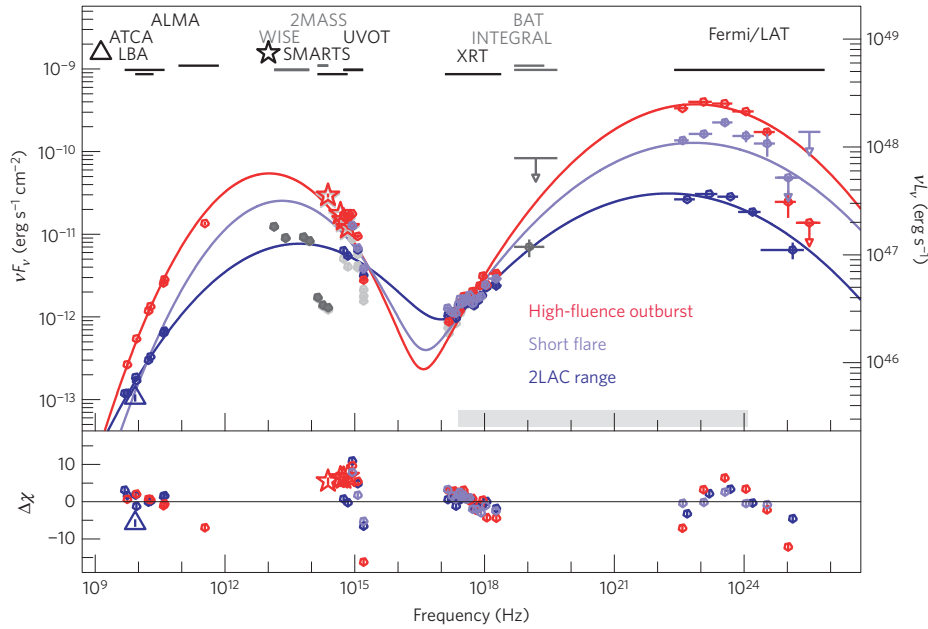 ALMA 2MASS BAT
ATCA WISE UVOT INTEGRAL Fermi/LAT
LBA SMARTS XRT
10^49
10^-9
10^48
10^-10
10^-11
10^47
10^-12
10^46
10^-13
νF_ν (erg s^-1 cm^-2)
νL_ν (erg s^-1)
High-fluence outburst
Short flare
2LAC range
10
0
-10
Δχ
10^9 10^12 10^15 10^18 10^21 10^24
Frequency (Hz)